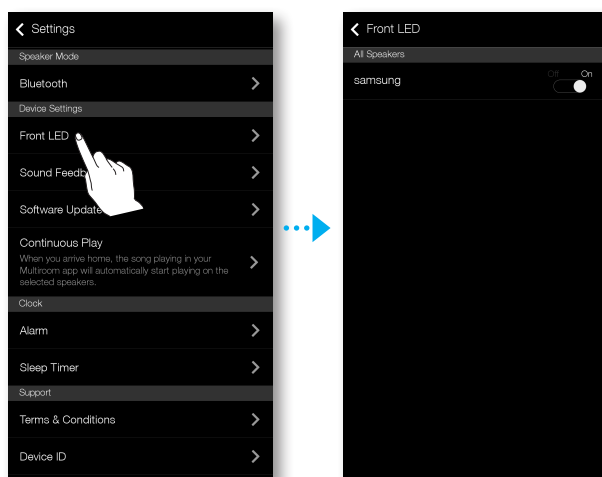 Settings
Speaker Mode
Bluetooth
Device Settings
Front LED
Sound Feedb
Software Update
Continuous Play
When you arrive home, the song playing in your
Multiroom app will automatically start playing on the
selected speakers.
Clock
Alarm
Sleep Timer
Support
Terms & Conditions
Device ID
Front LED
All Speakers
Off On
samsung